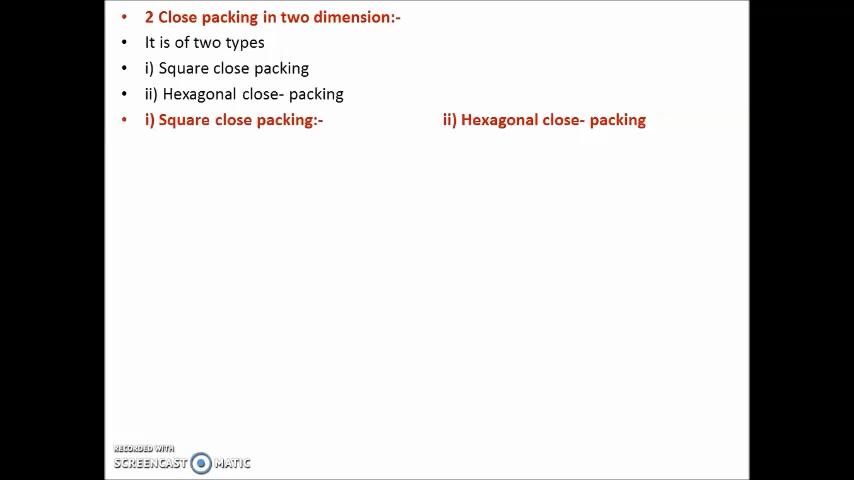 • 2 Close packing in two dimension:-
• It is of two types
• i) Square close packing
• ii) Hexagonal close- packing
• i) Square close packing:- ii) Hexagonal close- packing
RECORDED WITH
SCREENCAST MATIC